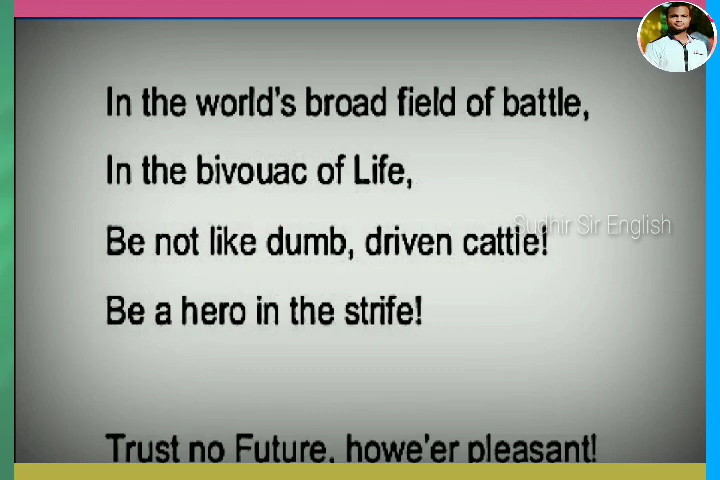 In the world's broad field of battle,
In the bivouac of Life,
Sudhir Sir English
Be not like dumb, driven cattle!
Be a hero in the strife!
Trust no Future, howe'er pleasant!